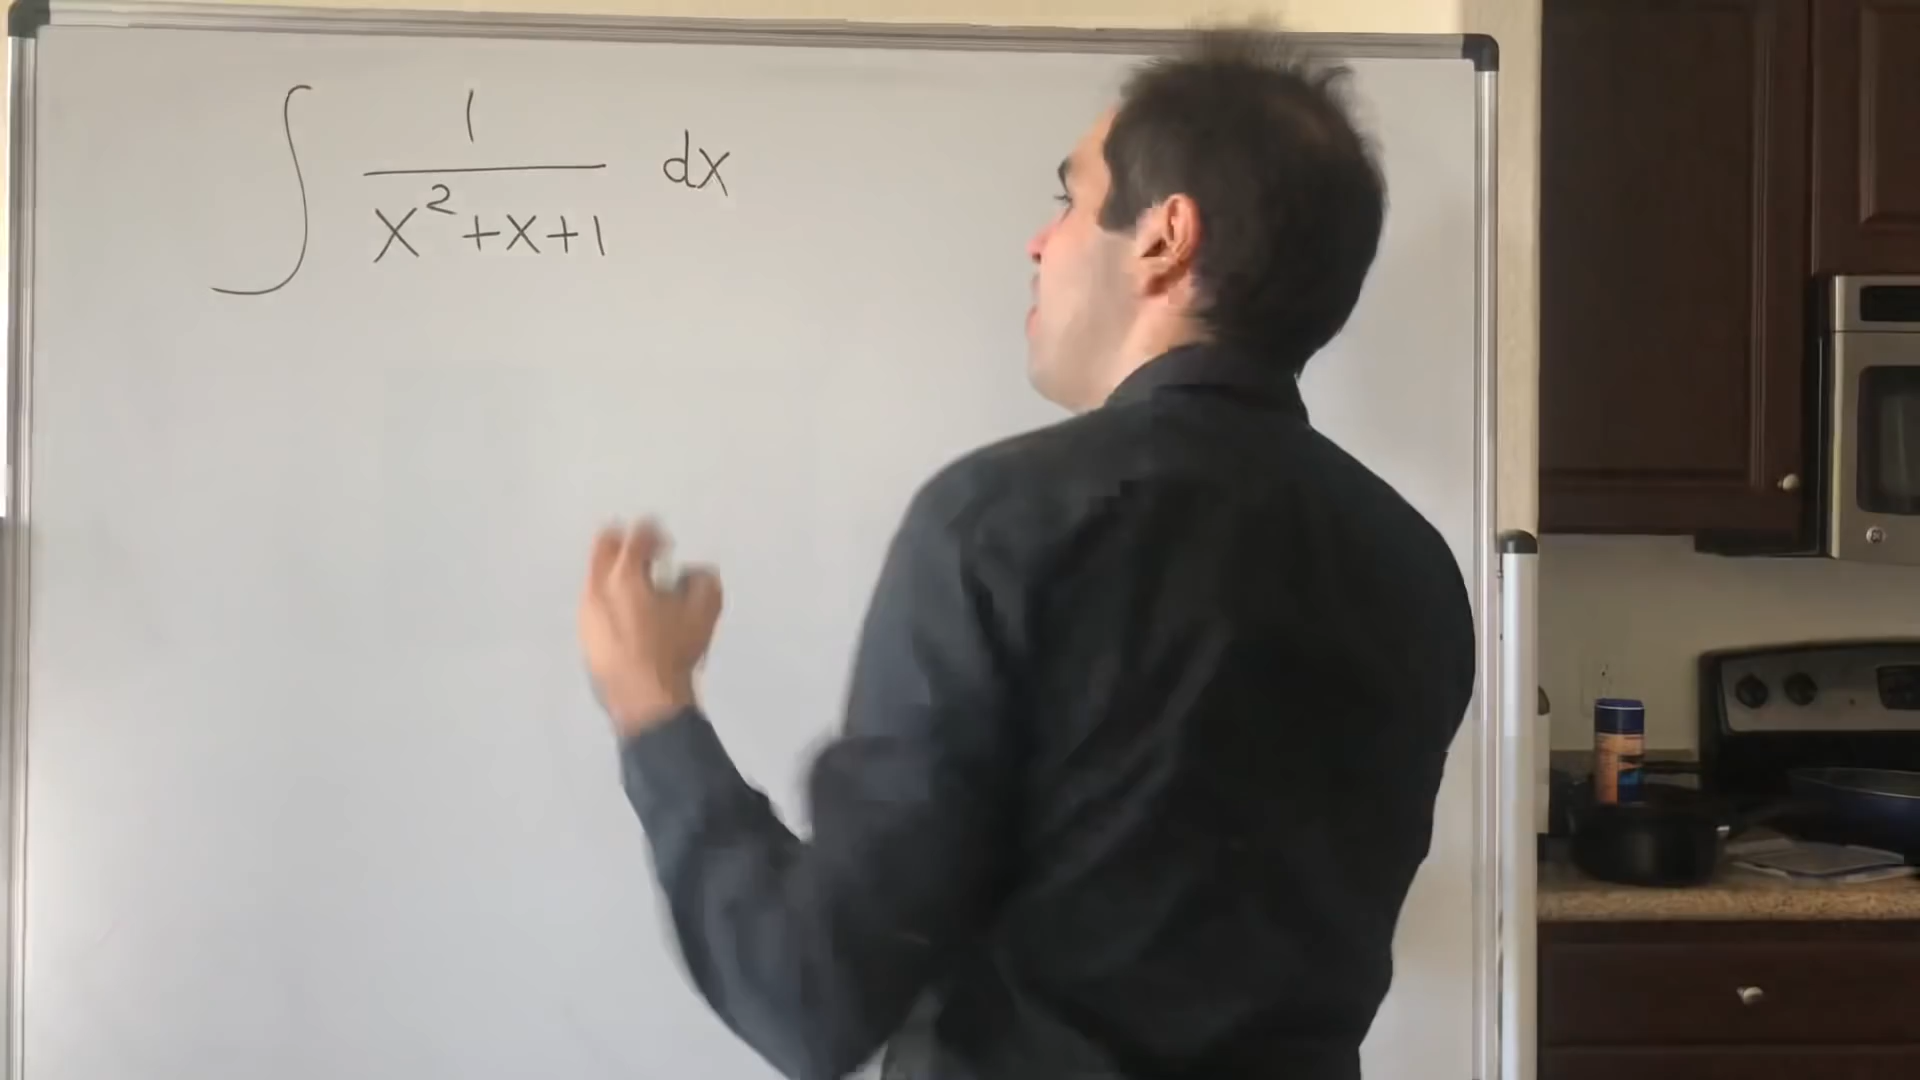 ∫ 1/(x²+x+1) dx